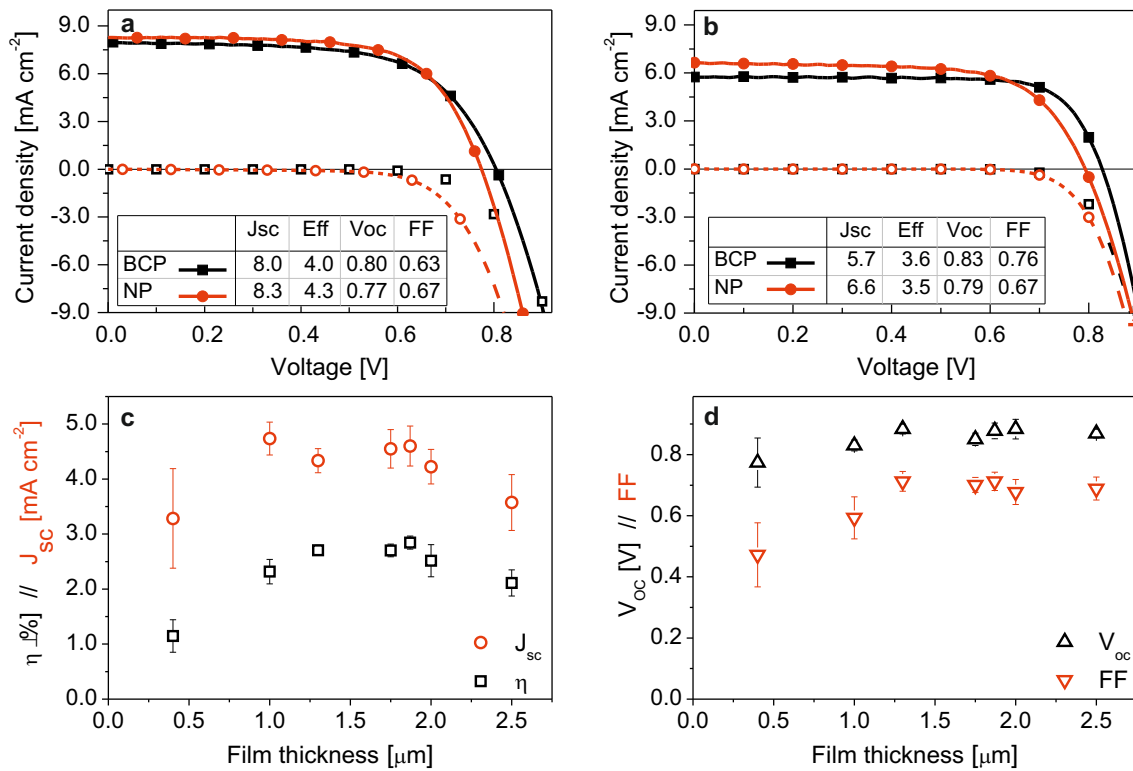 a
9.0
6.0
3.0
0.0
-3.0
-6.0
-9.0
Current density [mA cm-2]
Jsc Eff Voc FF
BCP 8.0 4.0 0.80 0.63
NP 8.3 4.3 0.77 0.67
0.0 0.2 0.4 0.6 0.8
Voltage [V]
b
9.0
6.0
3.0
0.0
-3.0
-6.0
-9.0
Current density [mA cm-2]
Jsc Eff Voc FF
BCP 5.7 3.6 0.83 0.76
NP 6.6 3.5 0.79 0.67
0.0 0.2 0.4 0.6 0.8
Voltage [V]
c
5.0
4.0
3.0
2.0
1.0
0.0
η [%] // Jsc [mA cm-2]
Jsc
η
0.0 0.5 1.0 1.5 2.0 2.5
Film thickness [μm]
d
0.8
0.6
0.4
0.2
0.0
VOC [V] // FF
Voc
FF
0.0 0.5 1.0 1.5 2.0 2.5
Film thickness [μm]